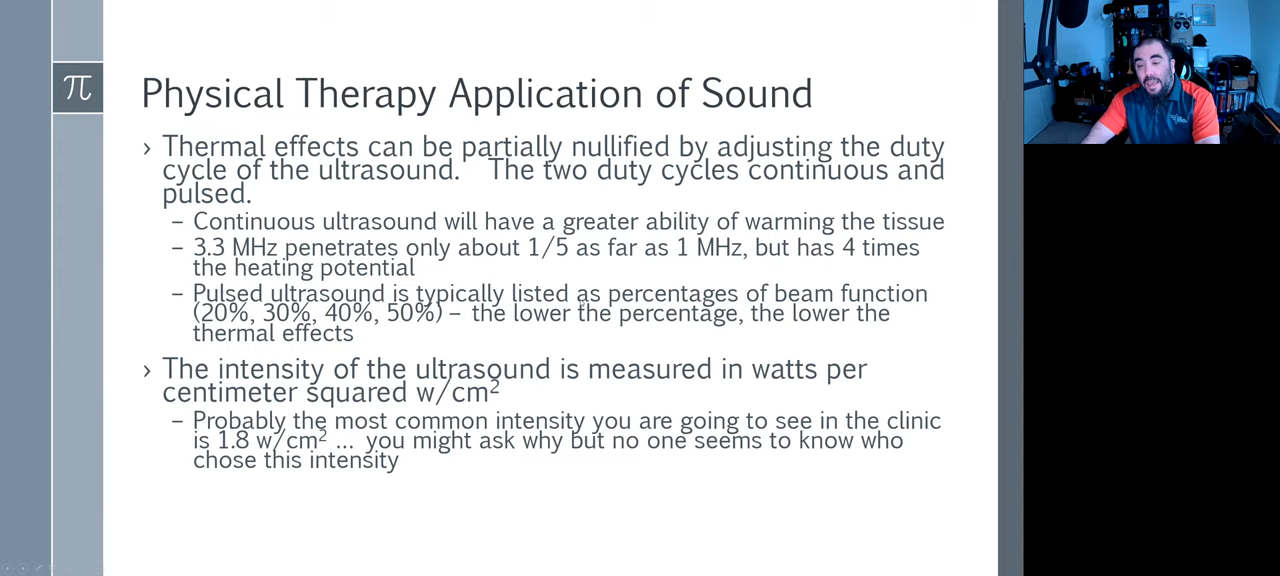 π
Physical Therapy Application of Sound
› Thermal effects can be partially nullified by adjusting the duty
cycle of the ultrasound. The two duty cycles continuous and
pulsed.
– Continuous ultrasound will have a greater ability of warming the tissue
– 3.3 MHz penetrates only about 1/5 as far as 1 MHz, but has 4 times
the heating potential
– Pulsed ultrasound is typically listed as percentages of beam function
(20%, 30%, 40%, 50%) – the lower the percentage, the lower the
thermal effects
› The intensity of the ultrasound is measured in watts per
centimeter squared w/cm²
– Probably the most common intensity you are going to see in the clinic
is 1.8 w/cm² … you might ask why but no one seems to know who
chose this intensity